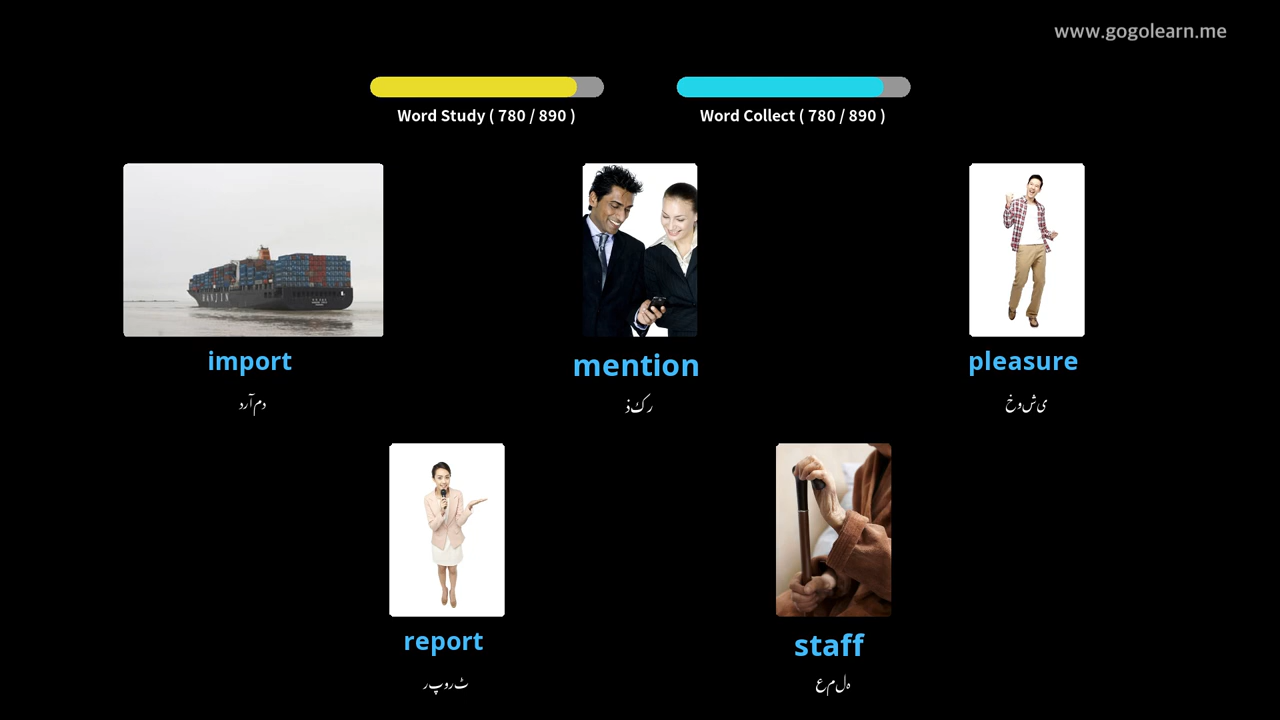 www.gogolearn.me
Word Study ( 780 / 890 )
Word Collect ( 780 / 890 )
HANJIN
import
درآمد
mention
ذکر
pleasure
خوشی
report
رپورٹ
staff
عملہ